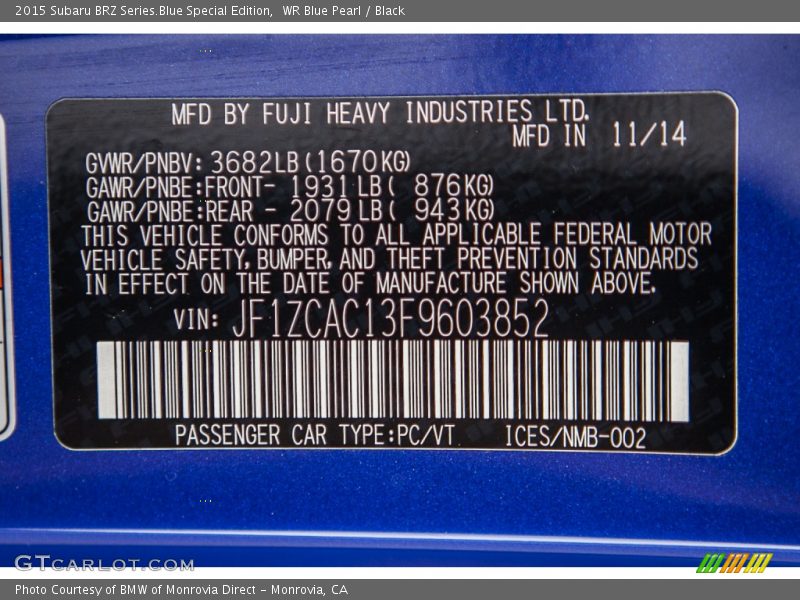 2015 Subaru BRZ Series.Blue Special Edition, WR Blue Pearl / Black
MFD BY FUJI HEAVY INDUSTRIES LTD.
MFD IN 11/14
GVWR/PNBV: 3682LB(1670KG)
GAWR/PNBE:FRONT- 1931LB( 876KG)
GAWR/PNBE:REAR - 2079LB( 943KG)
THIS VEHICLE CONFORMS TO ALL APPLICABLE FEDERAL MOTOR
VEHICLE SAFETY, BUMPER, AND THEFT PREVENTION STANDARDS
IN EFFECT ON THE DATE OF MANUFACTURE SHOWN ABOVE.
VIN: JF1ZCAC13F9603852
PASSENGER CAR TYPE:PC/VT ICES/NMB-002
GTCARLOT.COM
Photo Courtesy of BMW of Monrovia Direct - Monrovia, CA